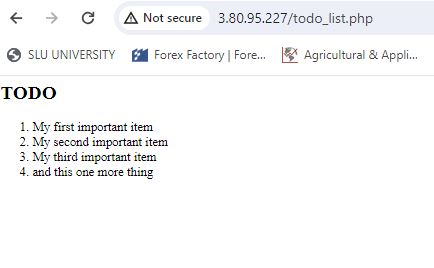 Not secure 3.80.95.227/todo_list.php
SLU UNIVERSITY Forex Factory | Fore... Agricultural & Appli...
TODO
1. My first important item
2. My second important item
3. My third important item
4. and this one more thing